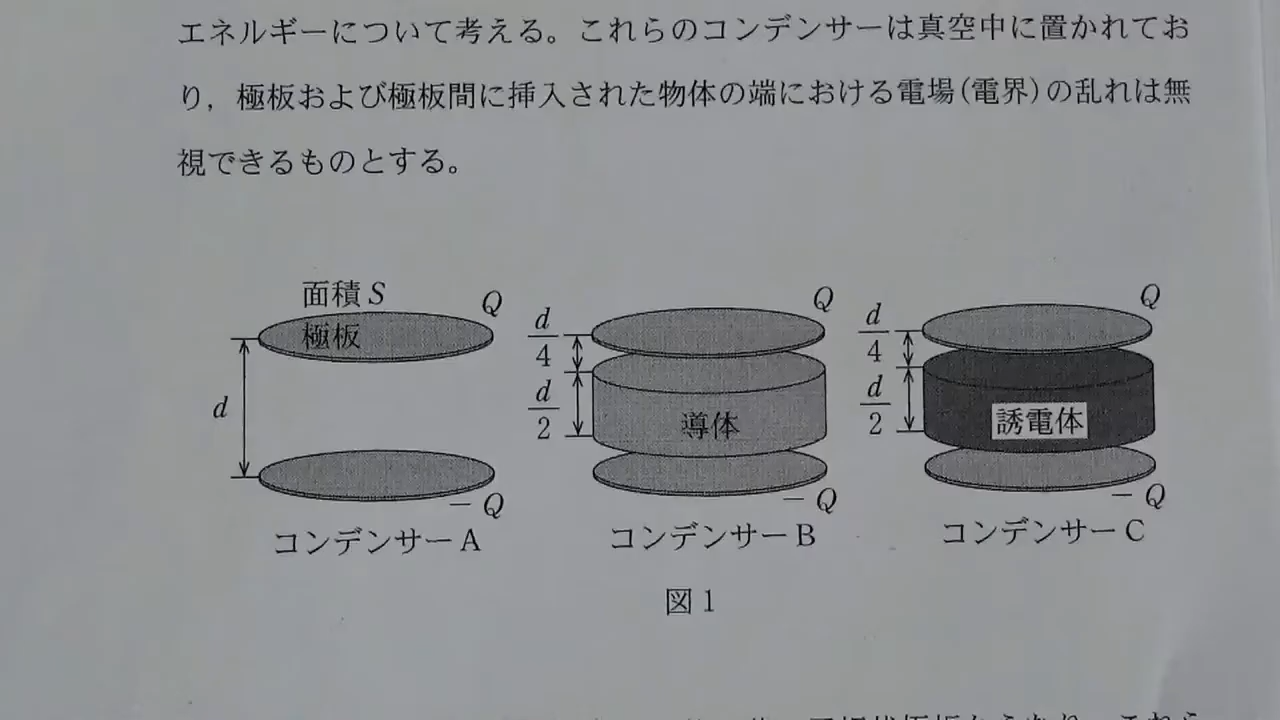 エネルギーについて考える。これらのコンデンサーは真空中に置かれてお
り，極板および極板間に挿入された物体の端における電場(電界)の乱れは無
視できるものとする。
面積 S
Q
極板
d
− Q
コンデンサー A
Q
d/4
d/2
導体
− Q
コンデンサー B
Q
d/4
d/2
誘電体
− Q
コンデンサー C
図 1